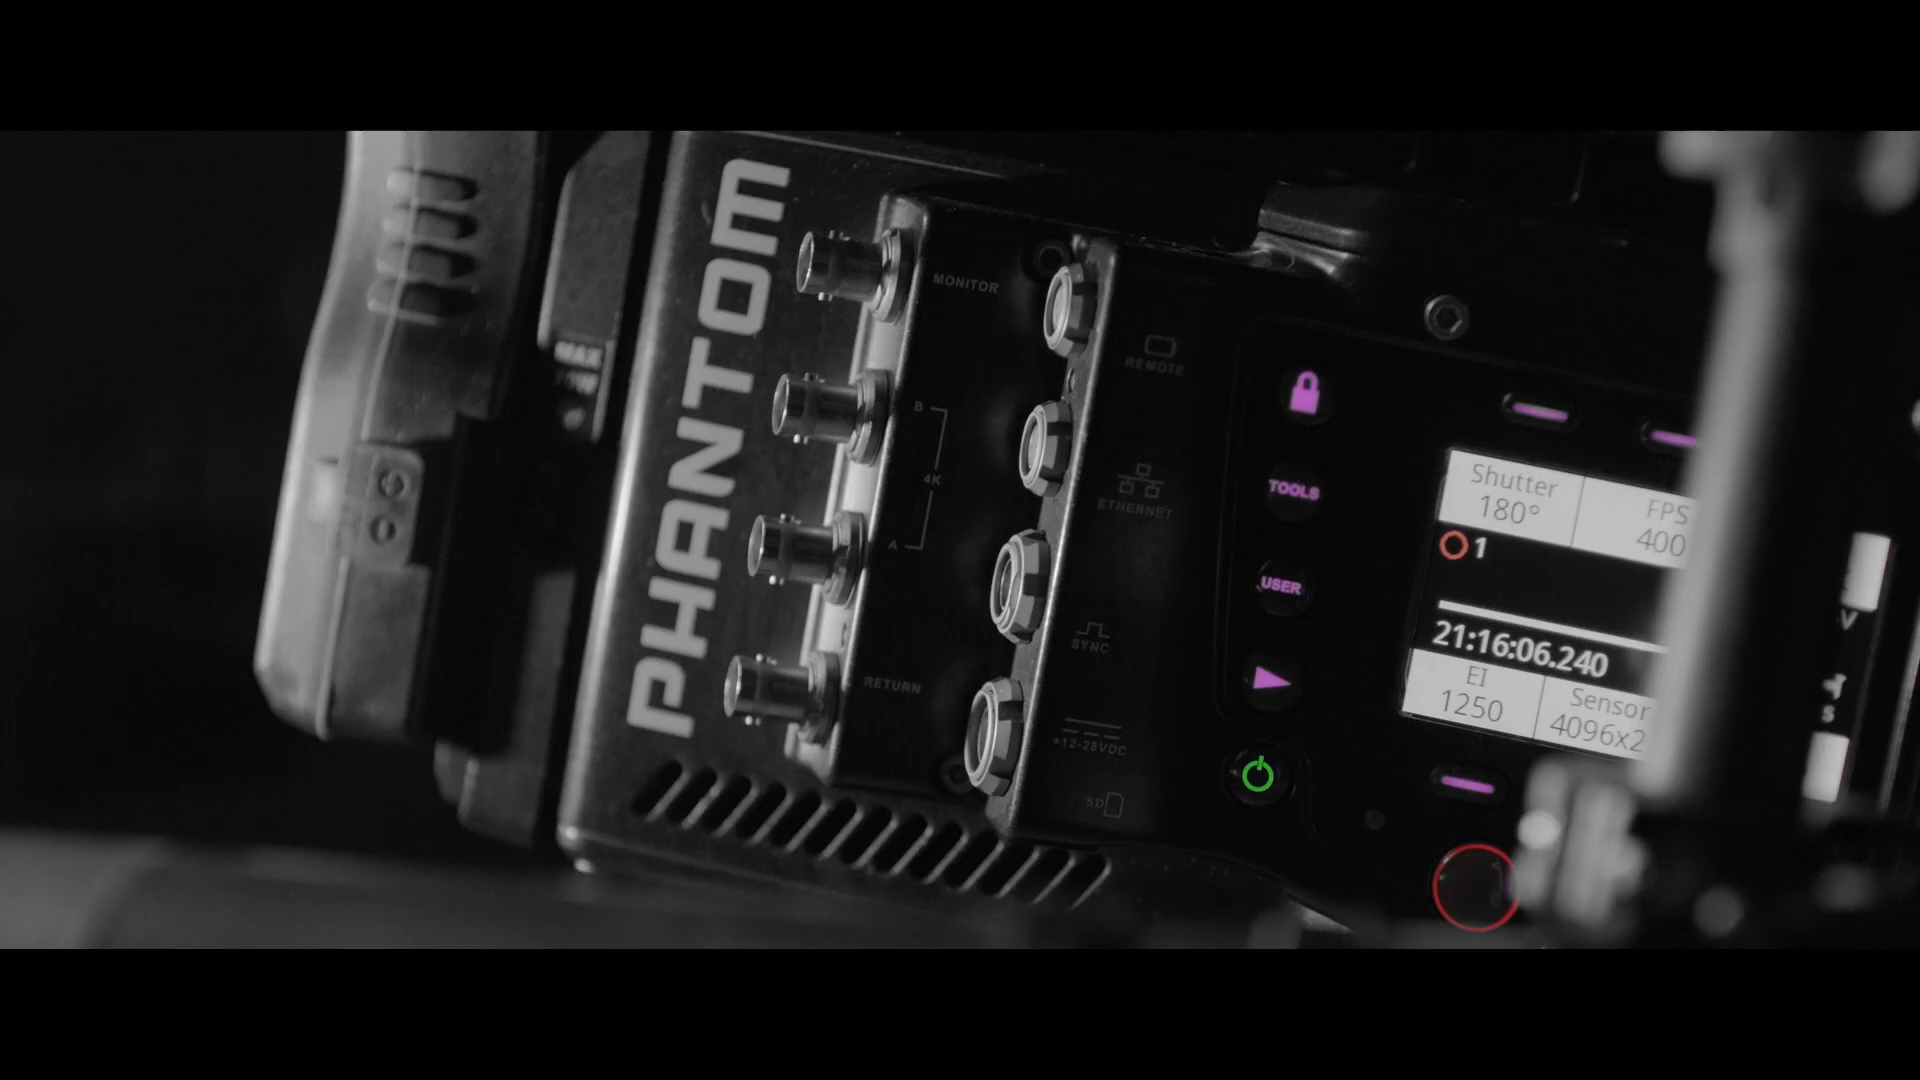 PHANTOM
MAX
MONITOR
B
4K
A
RETURN
REMOTE
ETHERNET
SYNC
+12-28VDC
SD
TOOLS
USER
Shutter
180°
FPS
400
1
21:16:06.240
EI
1250
Sensor
4096x2
V
S